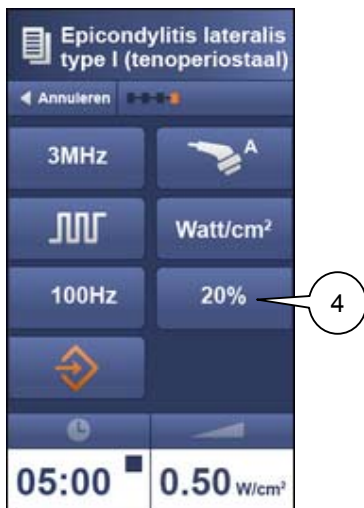 Epicondylitis lateralis
type I (tenoperiostaal)
Annuleren
3MHz
A
Watt/cm²
100Hz
20%
4
05:00
0.50 W/cm²